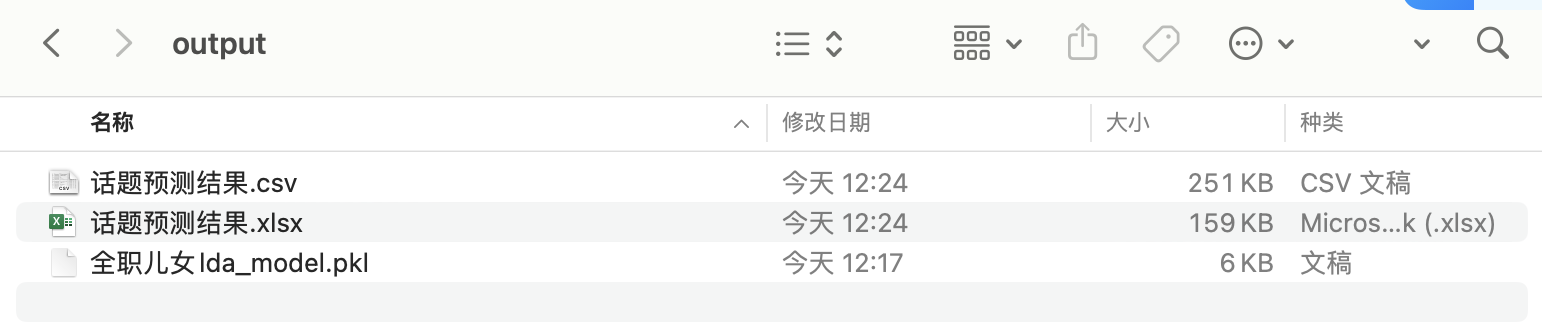 output
名称 修改日期 大小 种类
话题预测结果.csv 今天 12:24 251 KB CSV 文稿
话题预测结果.xlsx 今天 12:24 159 KB Micros...k (.xlsx)
全职儿女lda_model.pkl 今天 12:17 6 KB 文稿